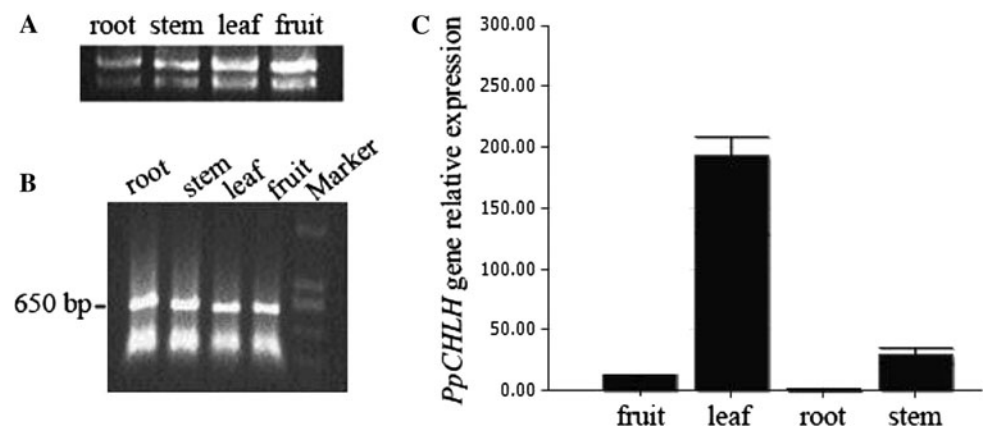 A
root stem leaf fruit
B
root stem leaf fruit Marker
650 bp
C
PpCHLH gene relative expression
300.00
250.00
200.00
150.00
100.00
50.00
0.00
fruit leaf root stem